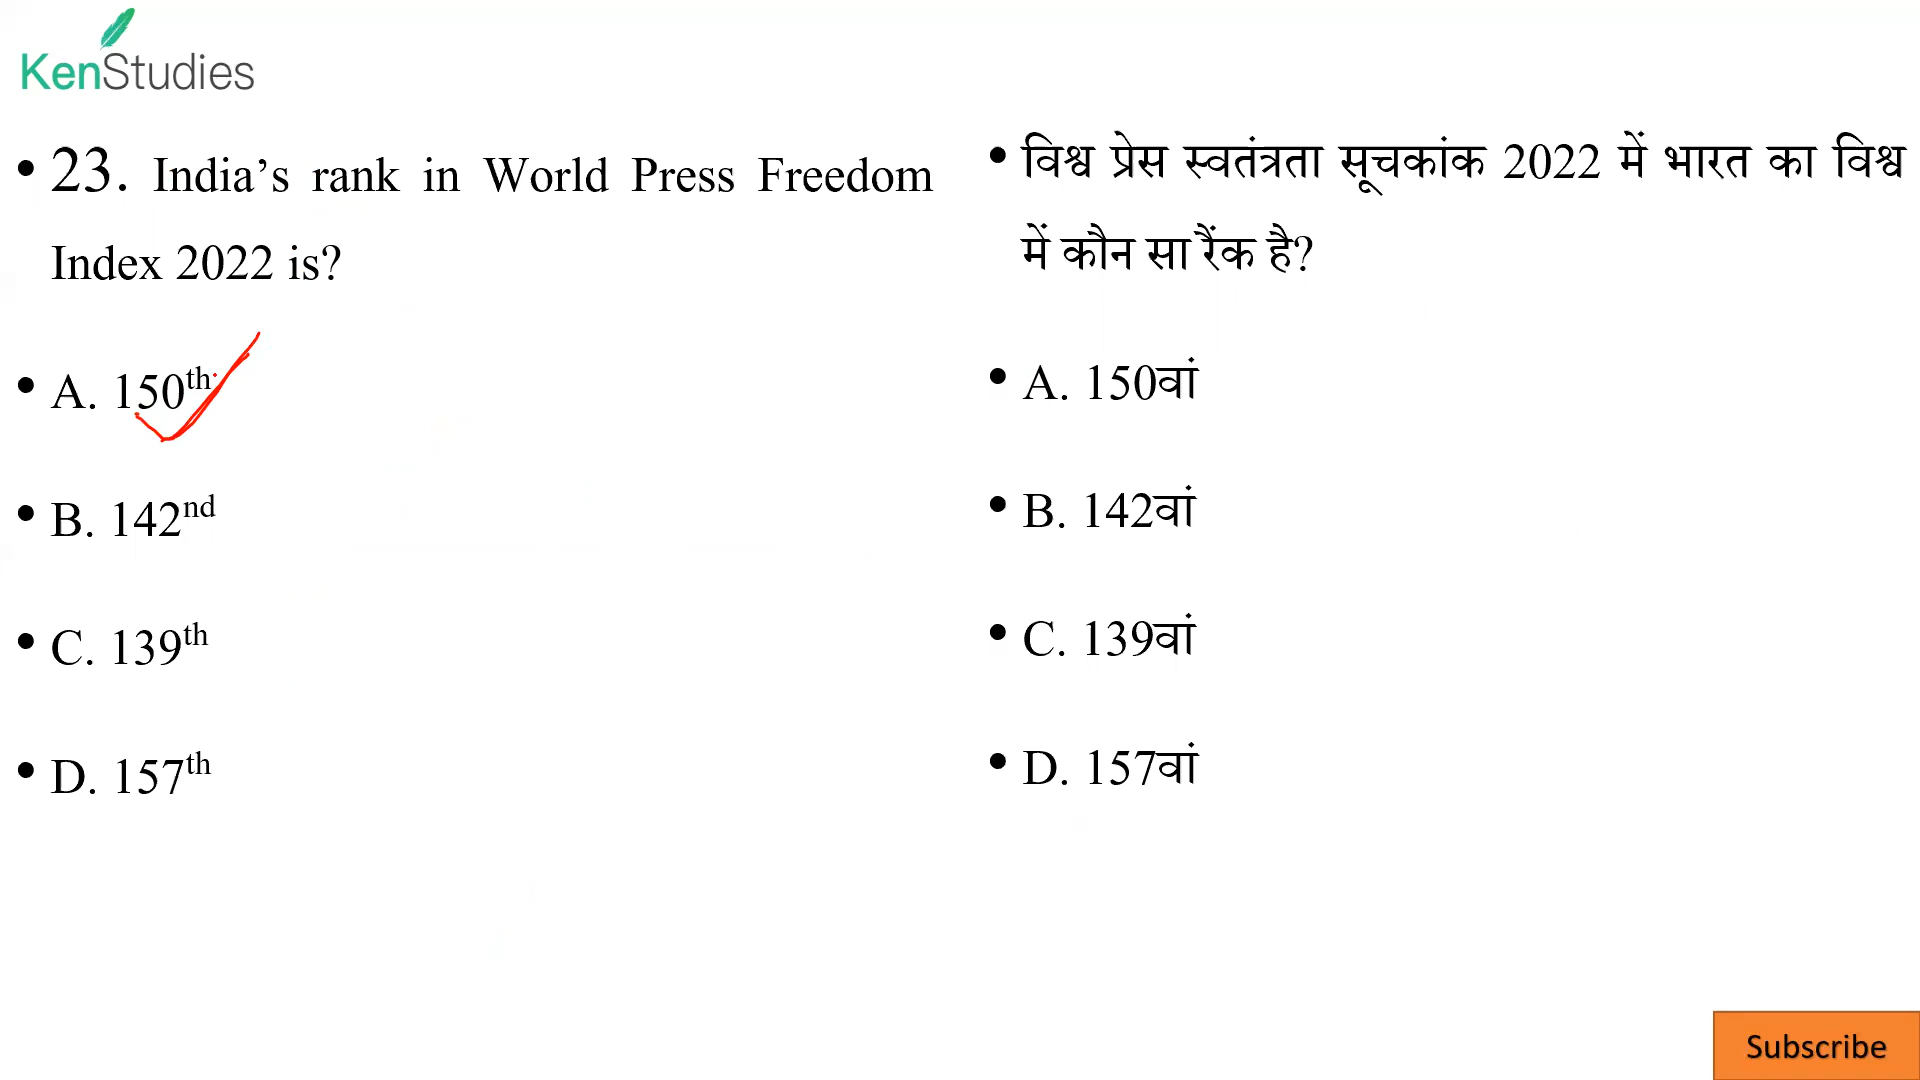 KenStudies
• 23. India’s rank in World Press Freedom
Index 2022 is?
• A. 150th
• B. 142nd
• C. 139th
• D. 157th
• विश्व प्रेस स्वतंत्रता सूचकांक 2022 में भारत का विश्व
में कौन सा रैंक है?
• A. 150वां
• B. 142वां
• C. 139वां
• D. 157वां
Subscribe